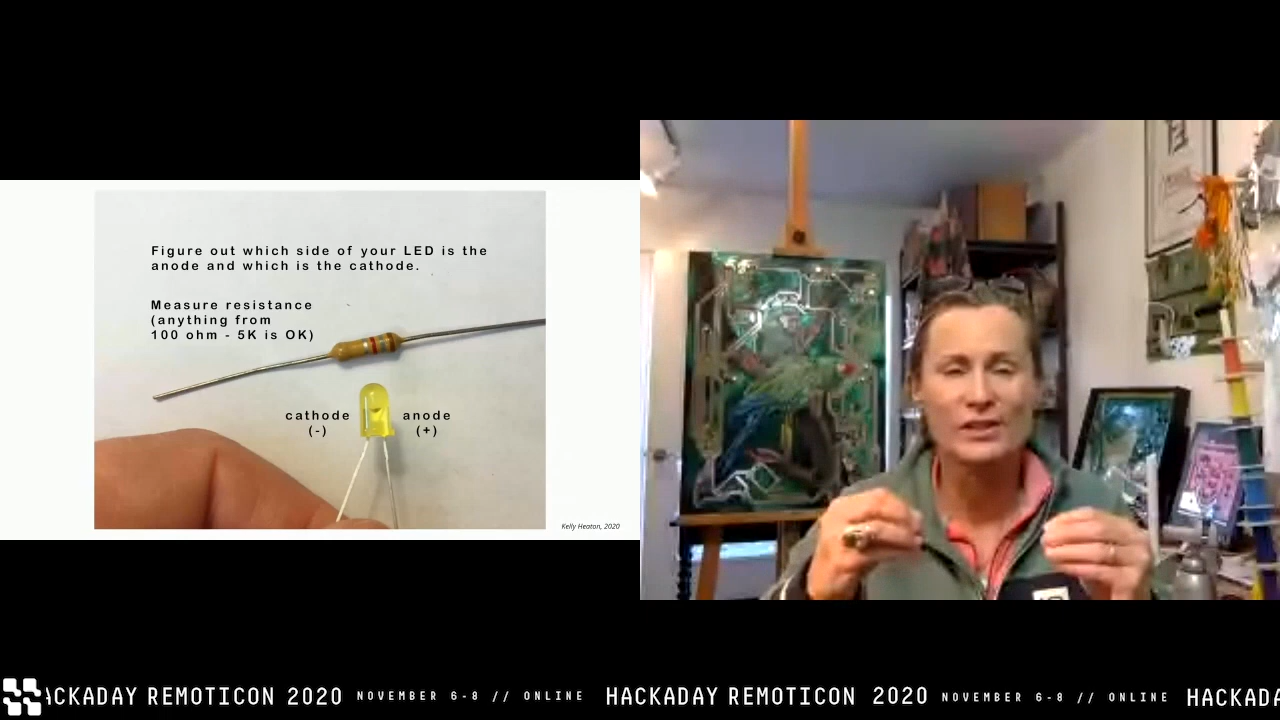 Figure out which side of your LED is the
anode and which is the cathode.
Measure resistance
(anything from
100 ohm - 5K is OK)
cathode
(-)
anode
(+)
Kelly Heaton, 2020
ACKADAY REMOTICON 2020 NOVEMBER 6-8 // ONLINE HACKADAY REMOTICON 2020 NOVEMBER 6-8 // ONLINE HACKADA